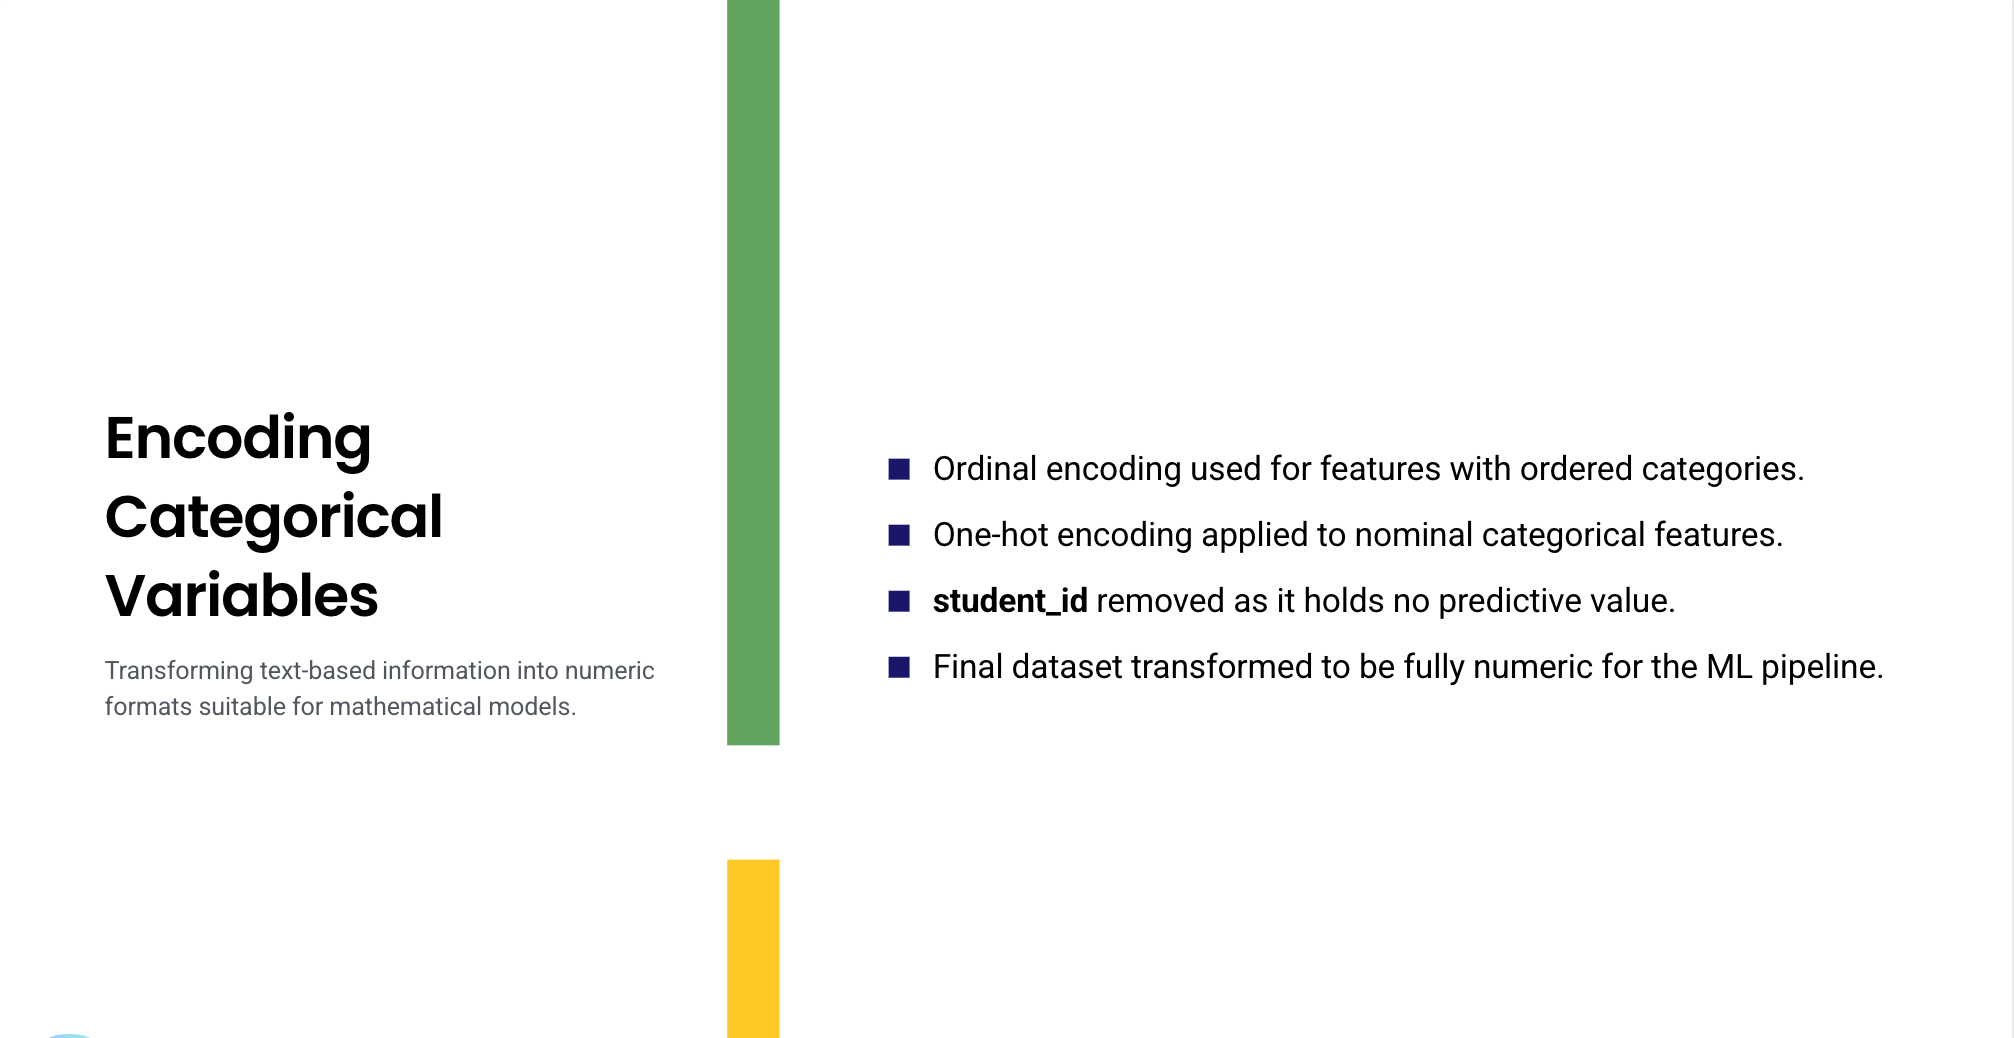 Encoding
Categorical
Variables
Transforming text-based information into numeric
formats suitable for mathematical models.
Ordinal encoding used for features with ordered categories.
One-hot encoding applied to nominal categorical features.
student_id removed as it holds no predictive value.
Final dataset transformed to be fully numeric for the ML pipeline.